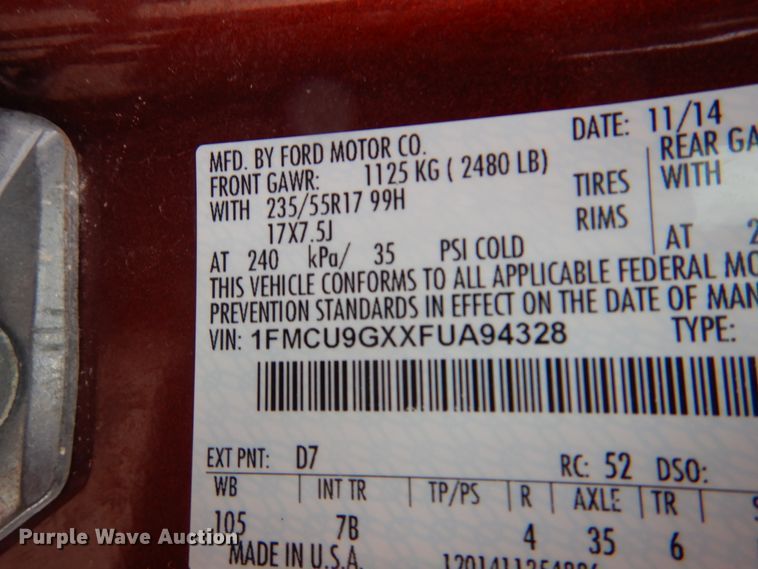 DATE: 11/14
MFD. BY FORD MOTOR CO.
FRONT GAWR: 1125 KG ( 2480 LB) REAR GA
WITH 235/55R17 99H TIRES WITH
17X7.5J RIMS
AT 240 kPa/ 35 PSI COLD AT 2
THIS VEHICLE CONFORMS TO ALL APPLICABLE FEDERAL MO
PREVENTION STANDARDS IN EFFECT ON THE DATE OF MAN
VIN: 1FMCU9GXXFUA94328 TYPE:
EXT PNT: D7 RC: 52 DSO:
WB INT TR TP/PS R AXLE TR
105 7B 4 35 6
MADE IN U.S.A.
Purple Wave Auction